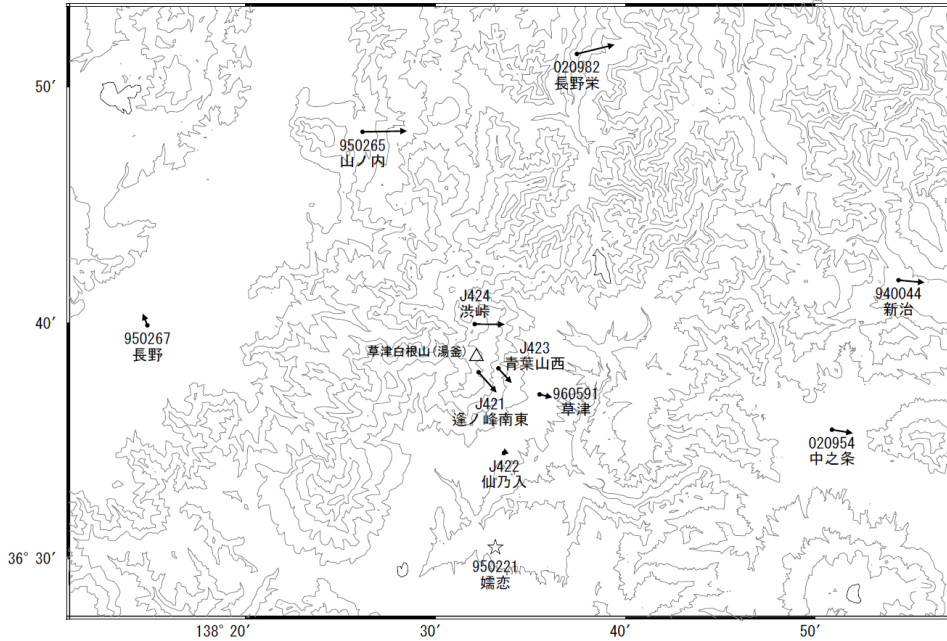 50′
020982
長野栄
950265
山ノ内
940044
新治
40′
950267
長野
J424
渋峠
草津白根山(湯釜)
J423
青葉山西
J421
逢ノ峰南東
960591
草津
020954
中之条
J422
仙乃入
36° 30′
950221
嬬恋
138° 20′
30′
40′
50′